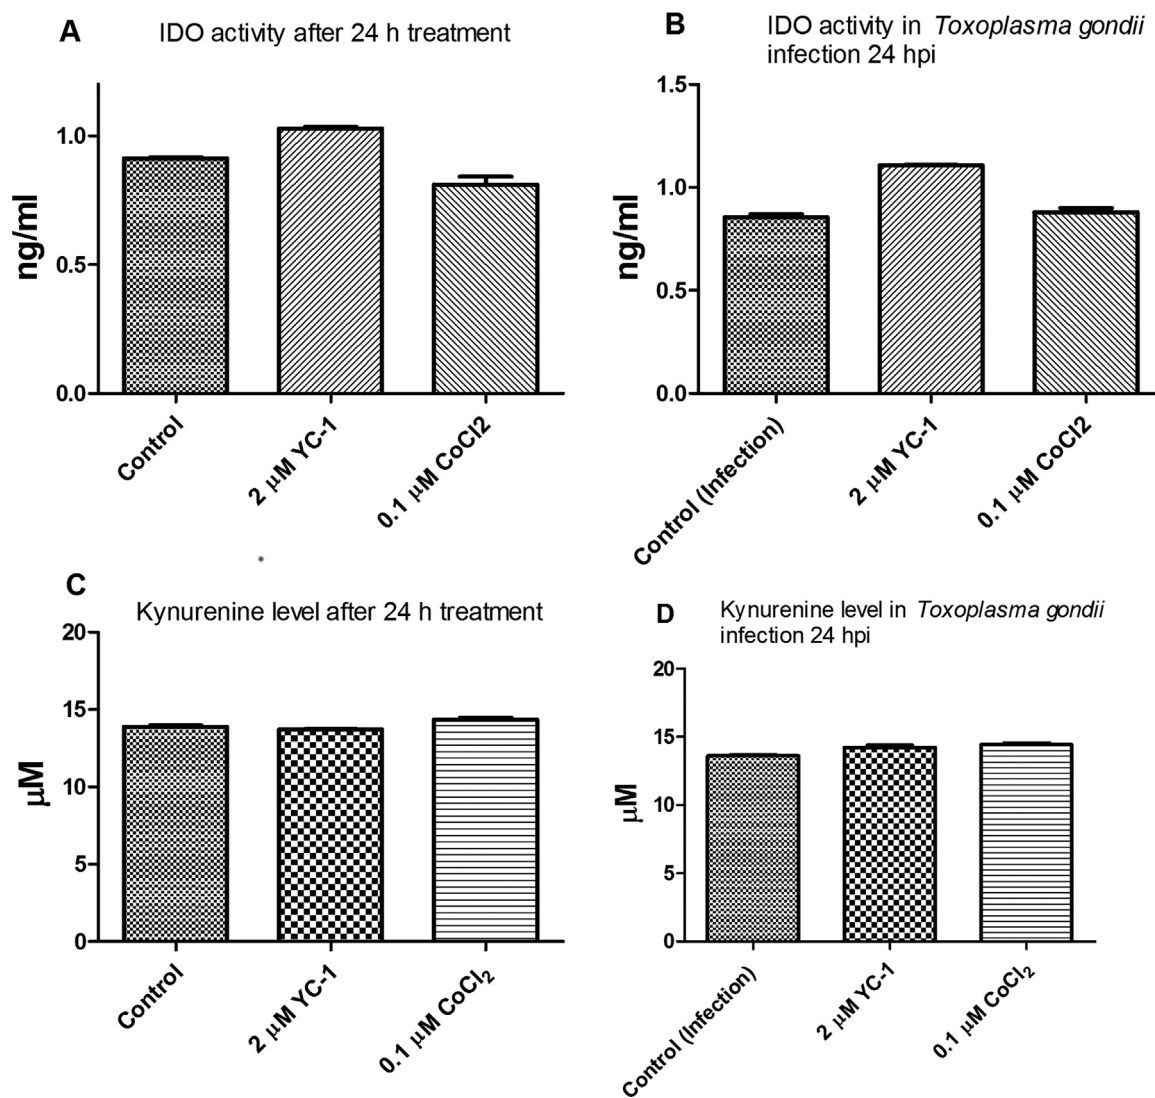 A
IDO activity after 24 h treatment
ng/ml
1.0
0.5
0.0
Control
2 µM YC-1
0.1 µM CoCl2
B
IDO activity in Toxoplasma gondii
infection 24 hpi
ng/ml
1.5
1.0
0.5
0.0
Control (Infection)
2 µM YC-1
0.1 µM CoCl2
C
Kynurenine level after 24 h treatment
µM
20
15
10
5
0
Control
2 µM YC-1
0.1 µM CoCl₂
D
Kynurenine level in Toxoplasma gondii
infection 24 hpi
µM
20
15
10
5
0
Control (Infection)
2 µM YC-1
0.1 µM CoCl₂